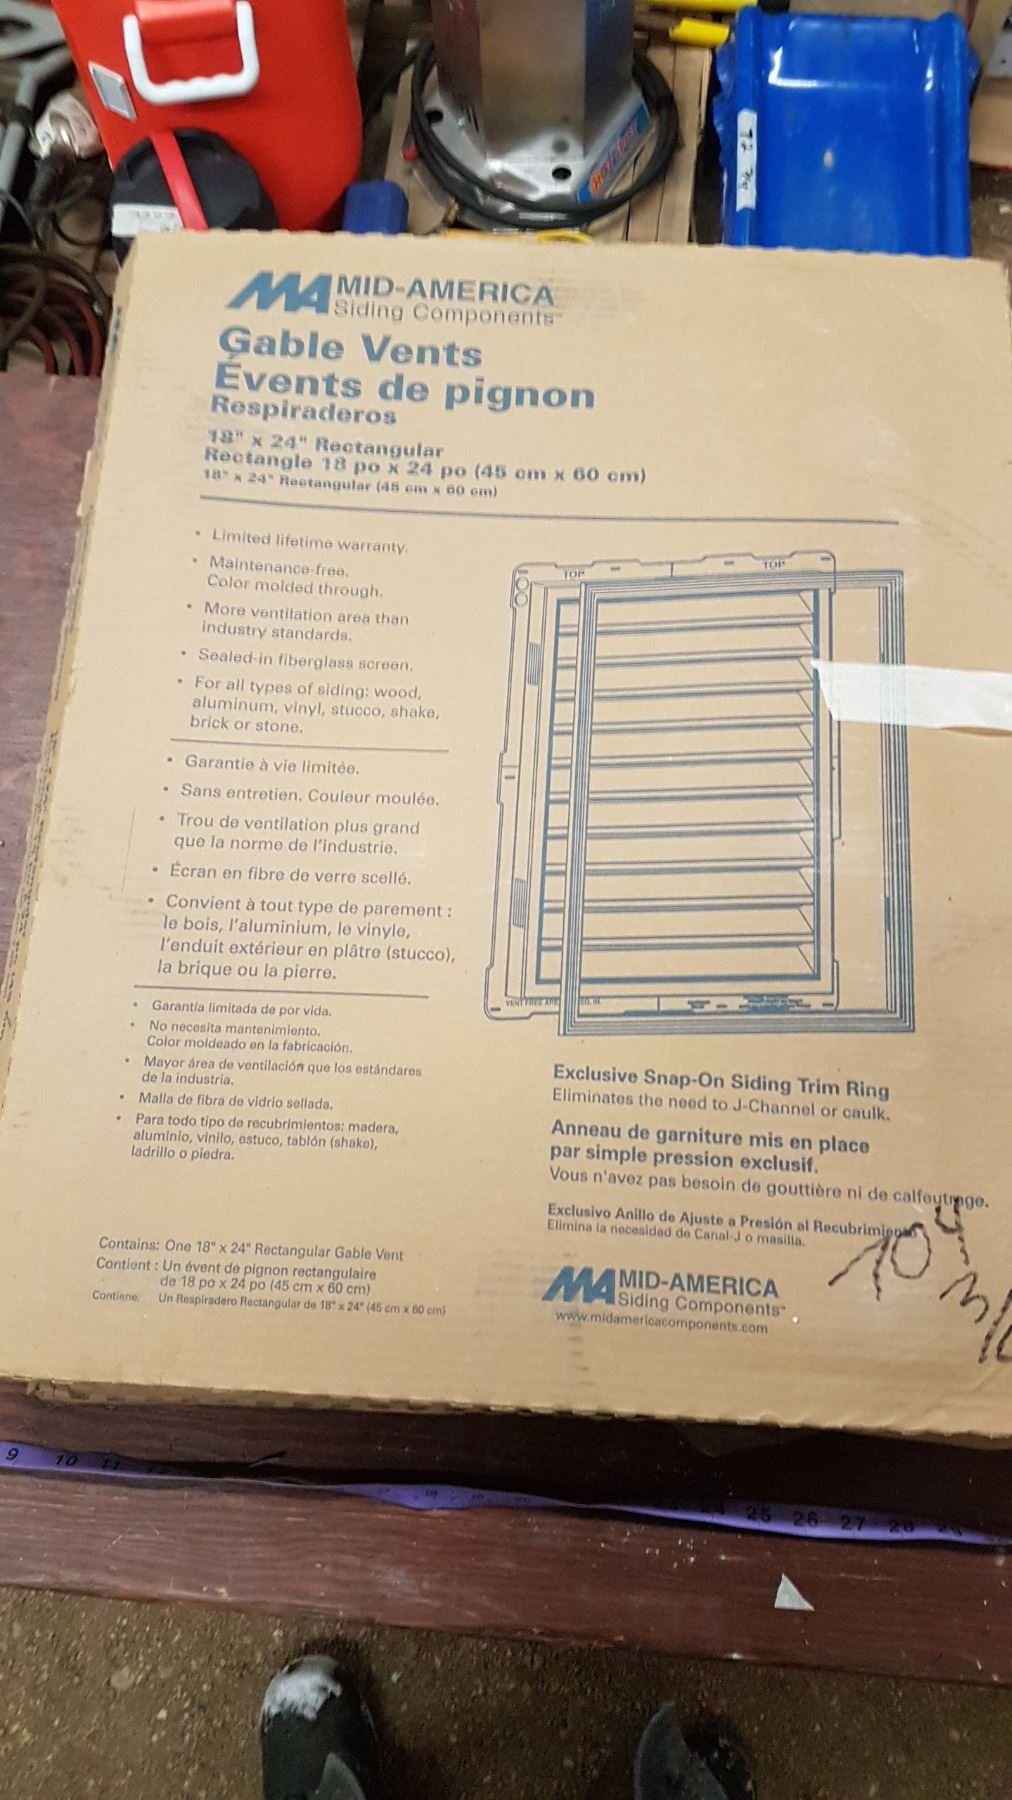 MA MID-AMERICA
Siding Components™
Gable Vents
Évents de pignon
Respiraderos
18" x 24" Rectangular
Rectangle 18 po x 24 po (45 cm x 60 cm)
18" x 24" Rectangular (45 cm x 60 cm)
• Limited lifetime warranty.
• Maintenance-free.
Color molded through.
• More ventilation area than
industry standards.
• Sealed-in fiberglass screen.
• For all types of siding: wood,
aluminum, vinyl, stucco, shake,
brick or stone.
• Garantie à vie limitée.
• Sans entretien. Couleur moulée.
• Trou de ventilation plus grand
que la norme de l'industrie.
• Écran en fibre de verre scellé.
• Convient à tout type de parement :
le bois, l'aluminium, le vinyle,
l'enduit extérieur en plâtre (stucco),
la brique ou la pierre.
• Garantía limitada de por vida.
• No necesita mantenimiento.
Color moldeado en la fabricación.
• Mayor área de ventilación que los estándares
de la industria.
• Malla de fibra de vidrio sellada.
• Para todo tipo de recubrimientos: madera,
aluminio, vinilo, estuco, tablón (shake),
ladrillo o piedra.
TOP
TOP
VENT FREE
Exclusive Snap-On Siding Trim Ring
Eliminates the need to J-Channel or caulk.
Anneau de garniture mis en place
par simple pression exclusif.
Vous n'avez pas besoin de gouttière ni de calfeutrage.
Exclusivo Anillo de Ajuste a Presión al Recubrimiento
Elimina la necesidad de Canal-J o masilla.
104
Contains: One 18" x 24" Rectangular Gable Vent
Contient : Un évent de pignon rectangulaire
de 18 po x 24 po (45 cm x 60 cm)
Contiene: Un Respiradero Rectangular de 18" x 24" (45 cm x 60 cm)
MA MID-AMERICA
Siding Components™
www.midamericacomponents.com
9 10 11
25 26 27 28 29